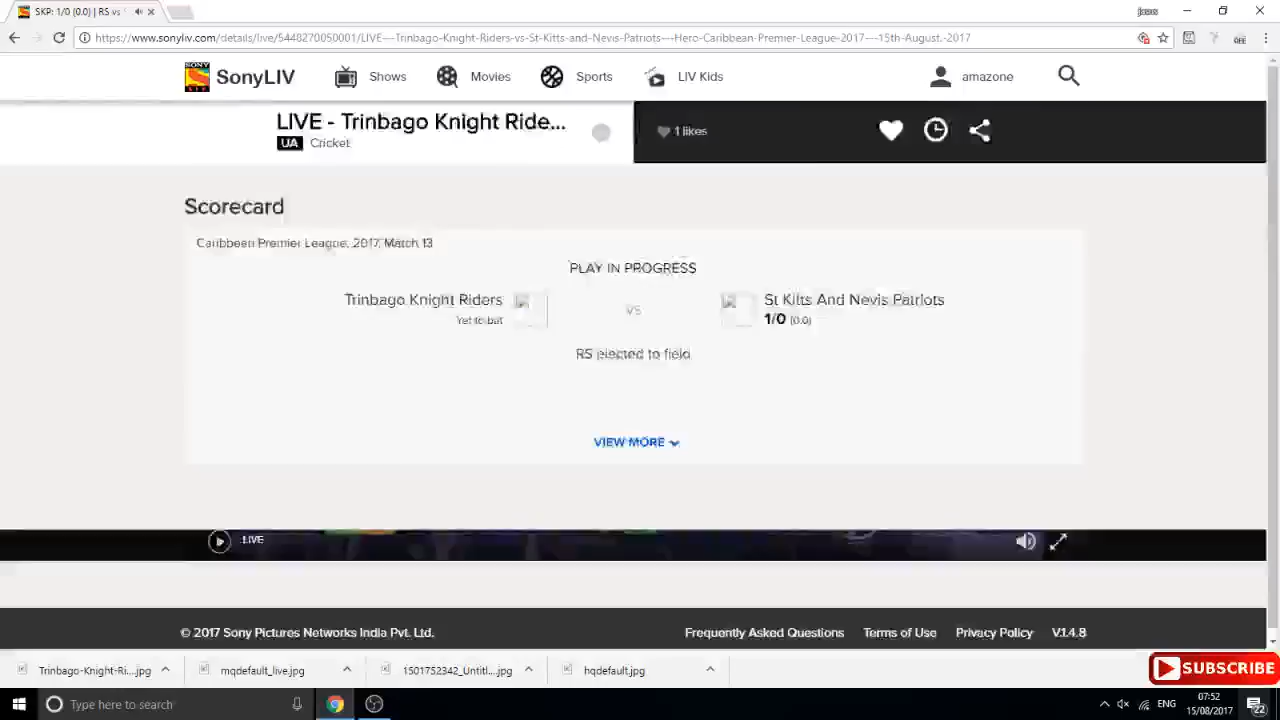 SKP: 1/0 (0.0) | RS vs
https://www.sonyliv.com/details/live/5448270050001/LIVE---Trinbago-Knight-Riders-vs-St-Kitts-and-Nevis-Patriots---Hero-Caribbean-Premier-League-2017---15th-August.-2017
SonyLIV Shows Movies Sports LIV Kids amazone
LIVE - Trinbago Knight Ride...
UA Cricket
1 likes
Scorecard
Caribbean Premier League, 2017, Match 13
PLAY IN PROGRESS
Trinbago Knight Riders VS St Kitts And Nevis Patriots
Yet to bat 1/0 (0.0)
RS elected to field
VIEW MORE
LIVE
© 2017 Sony Pictures Networks India Pvt. Ltd. Frequently Asked Questions Terms of Use Privacy Policy V1.4.8
Trinbago-Knight-Ri...jpg mqdefault_live.jpg 1501752342_Untitl...jpg hqdefault.jpg
SUBSCRIBE
Type here to search ENG 07:52
15/08/2017 22